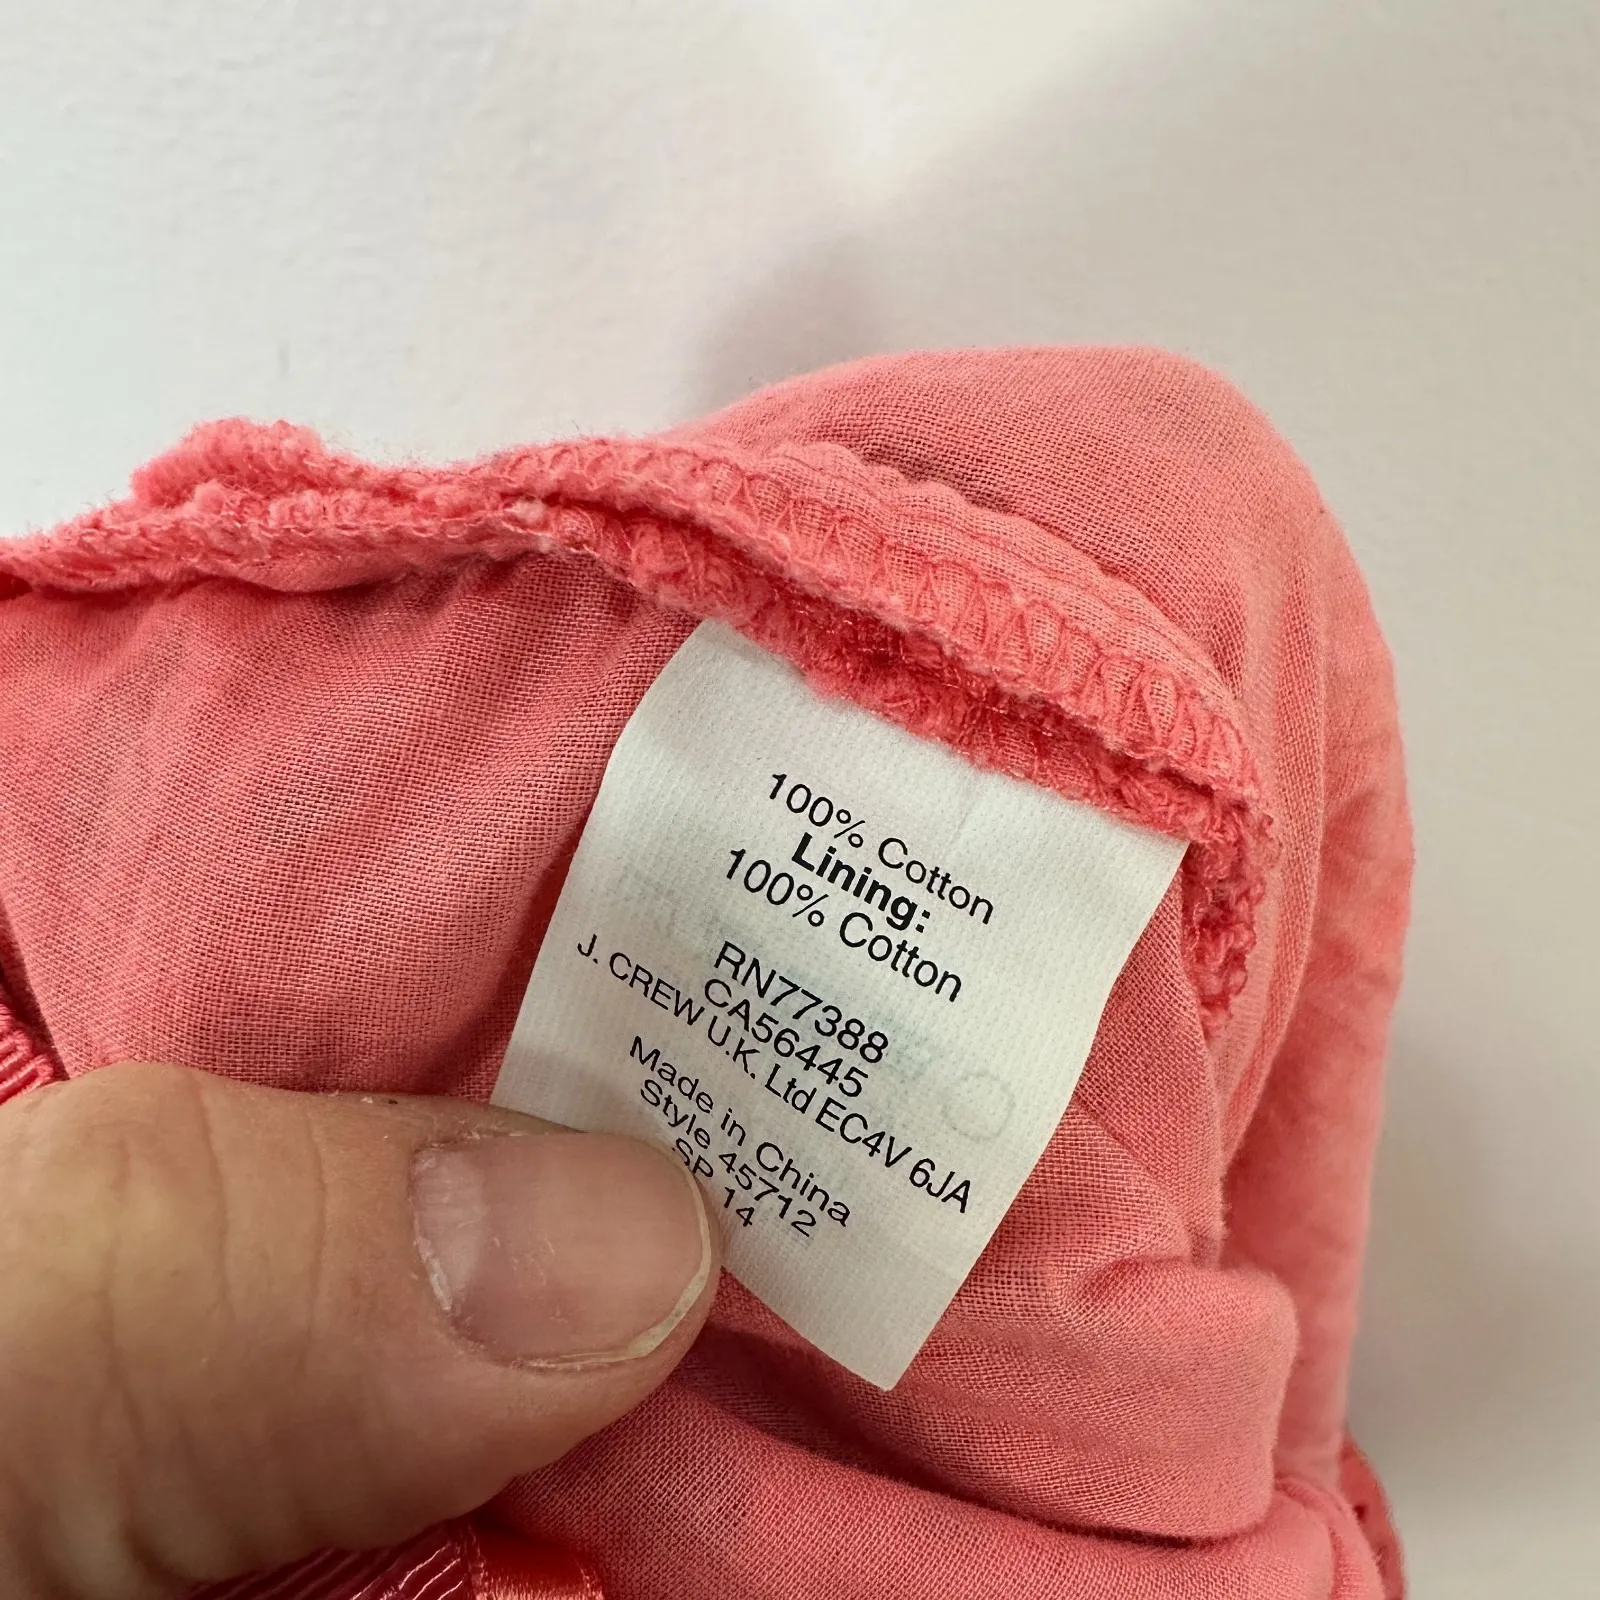 100% Cotton
Lining:
100% Cotton
RN77388
CA56445
J. CREW U.K. Ltd EC4V 6JA
Made in China
Style 45712
SP 14